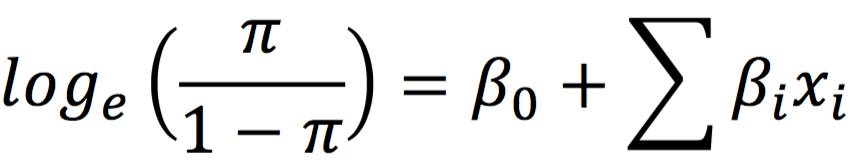 logₑ(π/(1 − π)) = β₀ + ∑ βᵢxᵢ